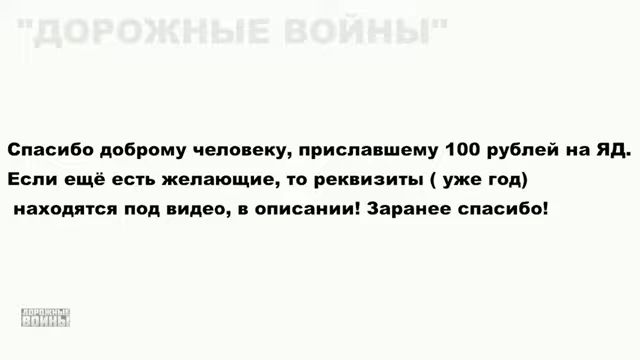 "ДОРОЖНЫЕ ВОЙНЫ"
Спасибо доброму человеку, приславшему 100 рублей на ЯД.
Если ещё есть желающие, то реквизиты ( уже год)
находятся под видео, в описании! Заранее спасибо!
ДОРОЖНЫЕ
ВОЙНЫ